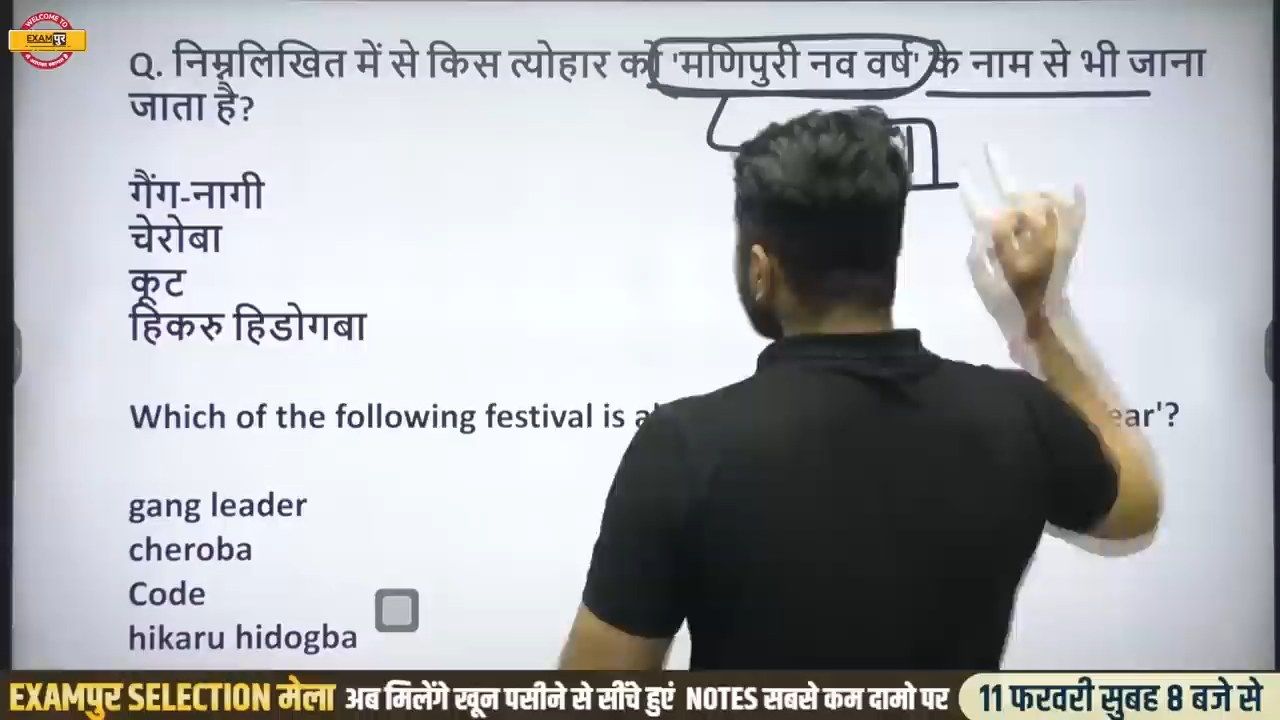 WELCOME TO
EXAMपुर
Q. निम्नलिखित में से किस त्योहार को 'मणिपुरी नव वर्ष' के नाम से भी जाना
जाता है?
गैंग-नागी
चेरोबा
कूट
हिकरु हिडोगबा
Which of the following festival is ear'?
gang leader
cheroba
Code
hikaru hidogba
EXAMपुर SELECTION मेला अब मिलेंगे खून पसीने से सींचे हुएं NOTES सबसे कम दामो पर 11 फरवरी सुबह 8 बजे से